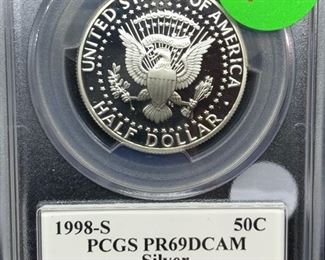 UNITED STATES OF AMERICA
HALF DOLLAR
1998-S 50C
PCGS PR69DCAM
Silver